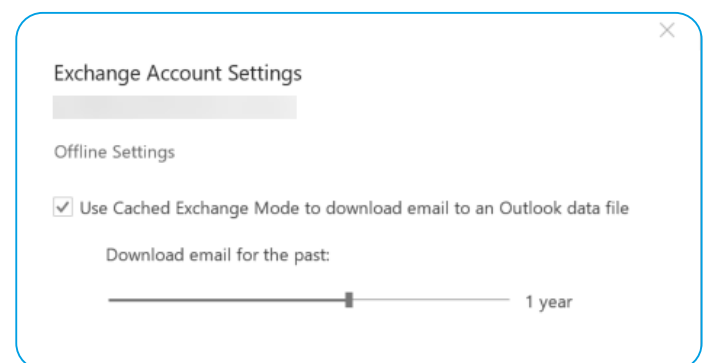 Exchange Account Settings
Offline Settings
Use Cached Exchange Mode to download email to an Outlook data file
Download email for the past:
1 year